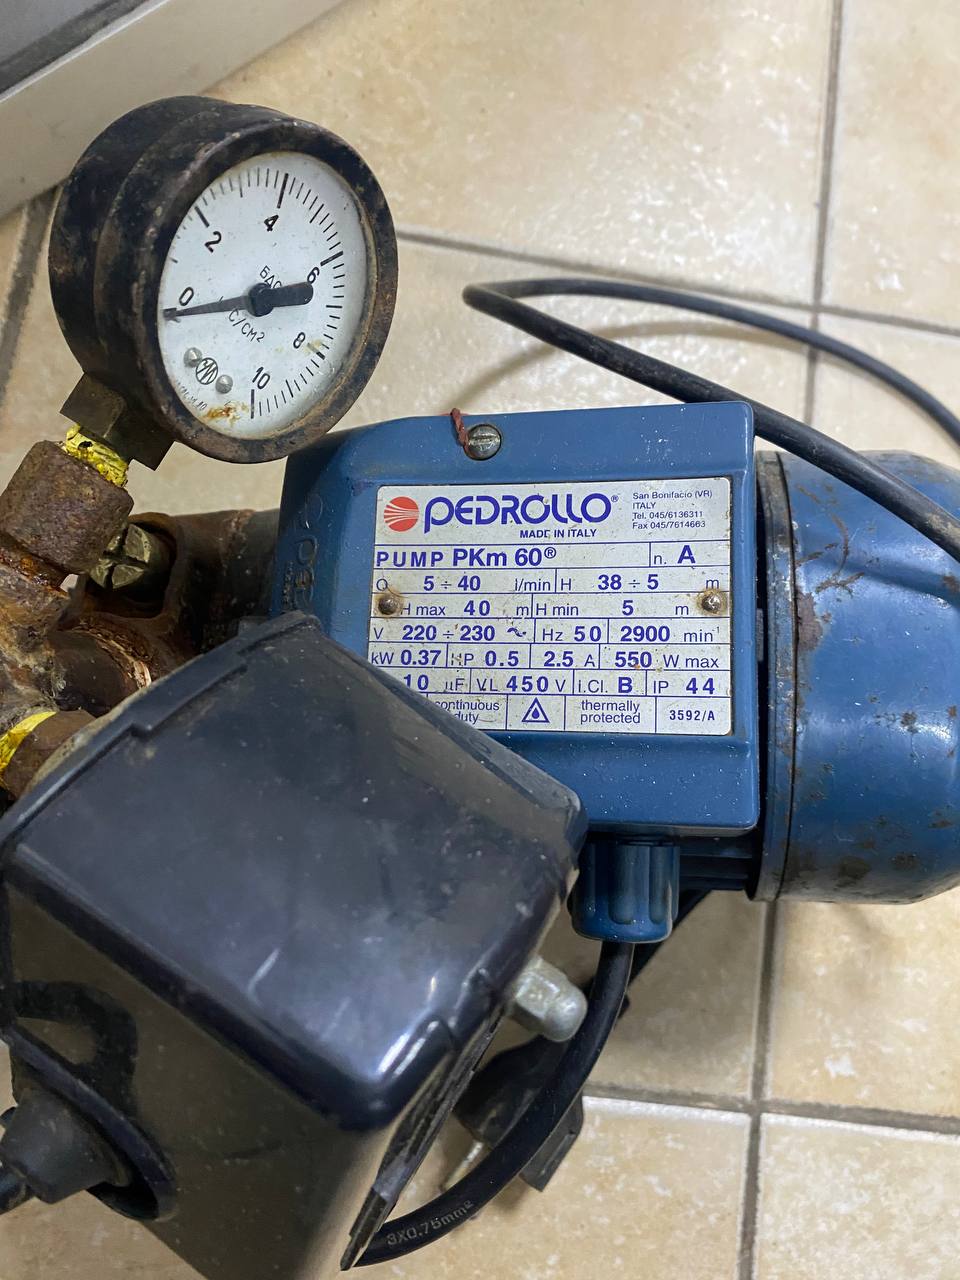 2
4
6
0
кгс/см²
8
10
PEDROLLO®
San Bonifacio (VR)
ITALY
Tel. 045/6136311
Fax 045/7614663
MADE IN ITALY
PUMP PKm 60® n. A
Q 5 ÷ 40 l/min H 38 ÷ 5 m
H max 40 m H min 5 m
V 220 ÷ 230 ~ Hz 50 2900 min⁻¹
kW 0.37 HP 0.5 2.5 A 550 W max
10 µF VL 450 V I.Cl. B IP 44
continuous duty thermally protected 3592/A
3X0,75mm²